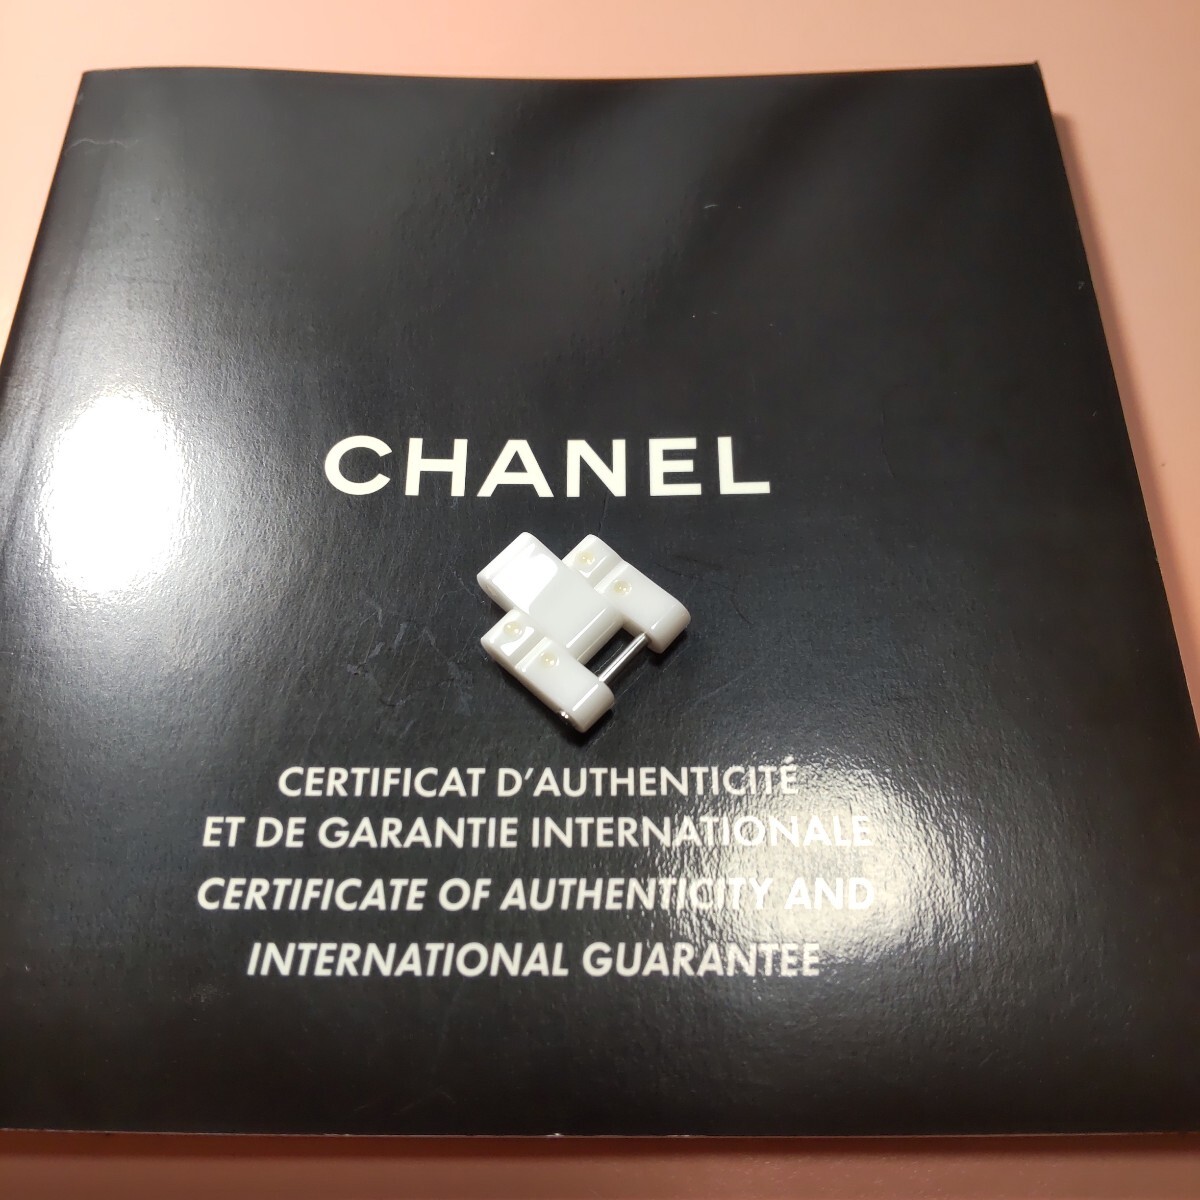 CHANEL
CERTIFICAT D'AUTHENTICITÉ
ET DE GARANTIE INTERNATIONALE
CERTIFICATE OF AUTHENTICITY AND
INTERNATIONAL GUARANTEE